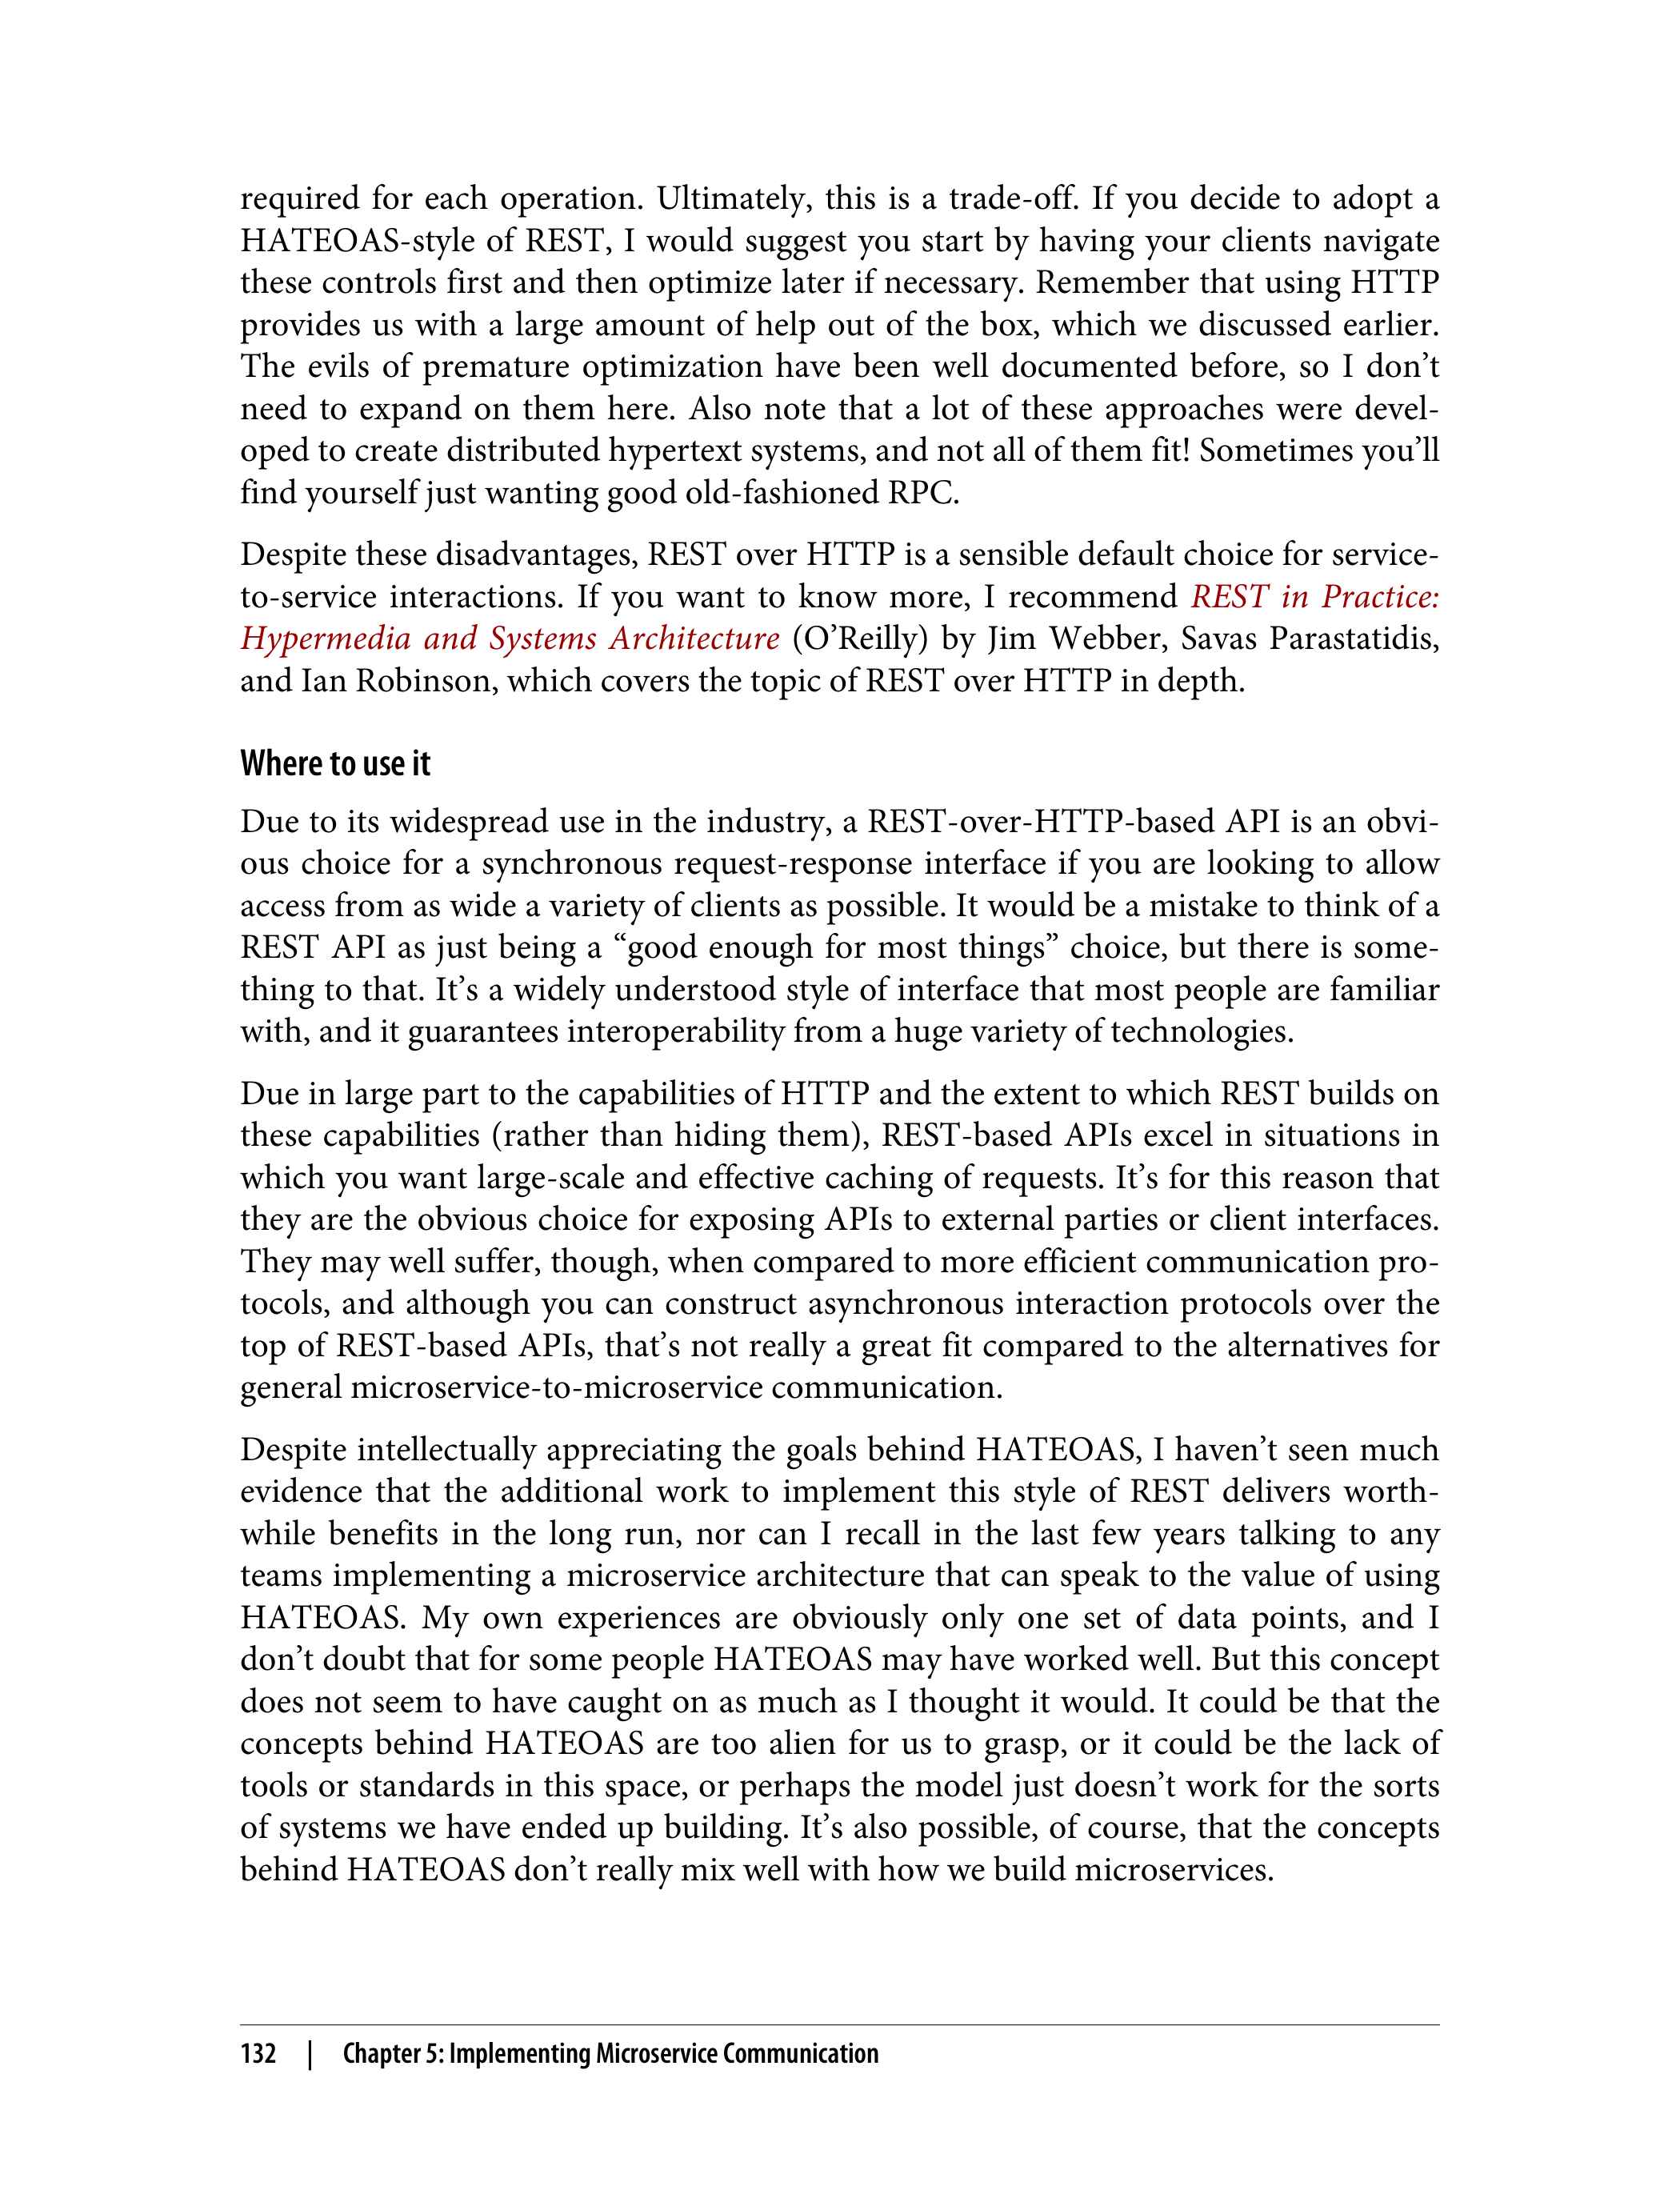 required for each operation. Ultimately, this is a trade-off. If you decide to adopt a
HATEOAS-style of REST, I would suggest you start by having your clients navigate
these controls first and then optimize later if necessary. Remember that using HTTP
provides us with a large amount of help out of the box, which we discussed earlier.
The evils of premature optimization have been well documented before, so I don’t
need to expand on them here. Also note that a lot of these approaches were devel-
oped to create distributed hypertext systems, and not all of them fit! Sometimes you’ll
find yourself just wanting good old-fashioned RPC.
Despite these disadvantages, REST over HTTP is a sensible default choice for service-
to-service interactions. If you want to know more, I recommend REST in Practice:
Hypermedia and Systems Architecture (O’Reilly) by Jim Webber, Savas Parastatidis,
and Ian Robinson, which covers the topic of REST over HTTP in depth.
Where to use it
Due to its widespread use in the industry, a REST-over-HTTP-based API is an obvi-
ous choice for a synchronous request-response interface if you are looking to allow
access from as wide a variety of clients as possible. It would be a mistake to think of a
REST API as just being a “good enough for most things” choice, but there is some-
thing to that. It’s a widely understood style of interface that most people are familiar
with, and it guarantees interoperability from a huge variety of technologies.
Due in large part to the capabilities of HTTP and the extent to which REST builds on
these capabilities (rather than hiding them), REST-based APIs excel in situations in
which you want large-scale and effective caching of requests. It’s for this reason that
they are the obvious choice for exposing APIs to external parties or client interfaces.
They may well suffer, though, when compared to more efficient communication pro-
tocols, and although you can construct asynchronous interaction protocols over the
top of REST-based APIs, that’s not really a great fit compared to the alternatives for
general microservice-to-microservice communication.
Despite intellectually appreciating the goals behind HATEOAS, I haven’t seen much
evidence that the additional work to implement this style of REST delivers worth-
while benefits in the long run, nor can I recall in the last few years talking to any
teams implementing a microservice architecture that can speak to the value of using
HATEOAS. My own experiences are obviously only one set of data points, and I
don’t doubt that for some people HATEOAS may have worked well. But this concept
does not seem to have caught on as much as I thought it would. It could be that the
concepts behind HATEOAS are too alien for us to grasp, or it could be the lack of
tools or standards in this space, or perhaps the model just doesn’t work for the sorts
of systems we have ended up building. It’s also possible, of course, that the concepts
behind HATEOAS don’t really mix well with how we build microservices.
132 | Chapter 5: Implementing Microservice Communication